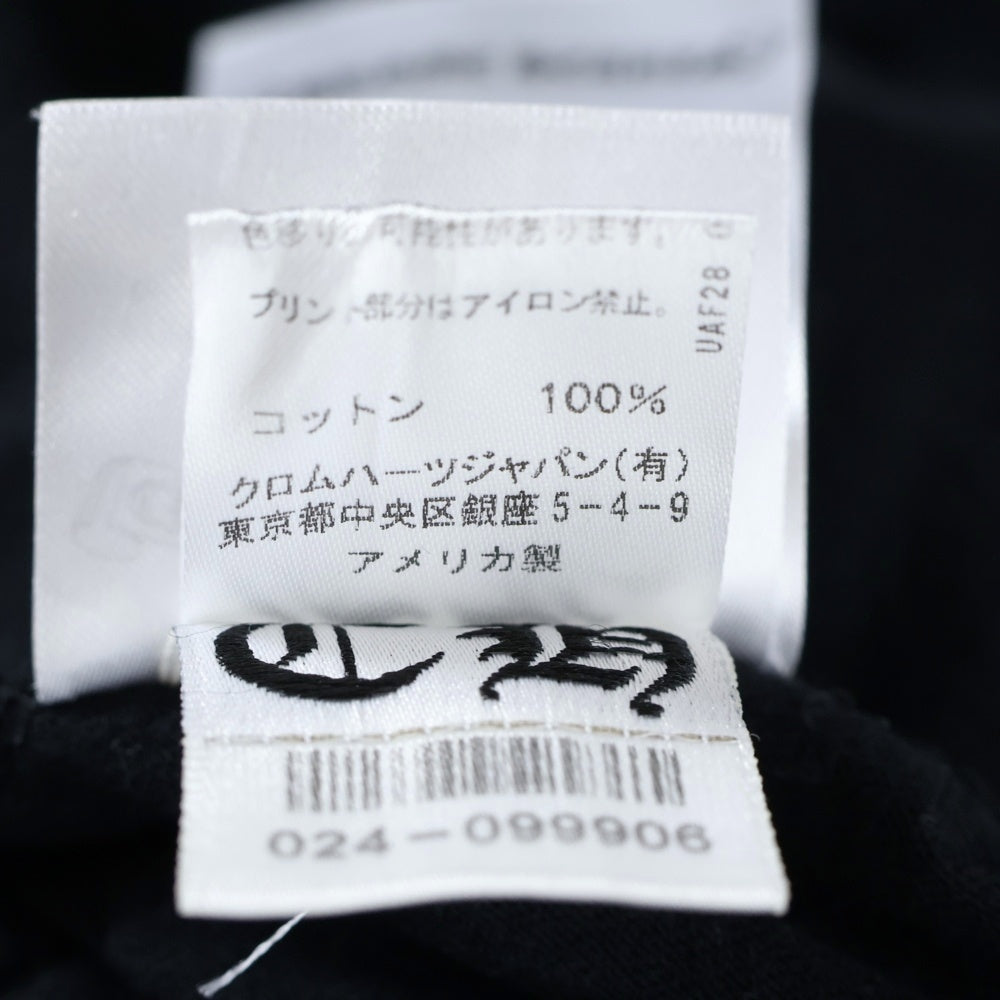 色移りの可能性があります。
プリント部分はアイロン禁止。
UAF28
コットン 100%
クロムハーツジャパン(有)
東京都中央区銀座5-4-9
アメリカ製
CH
024-099906